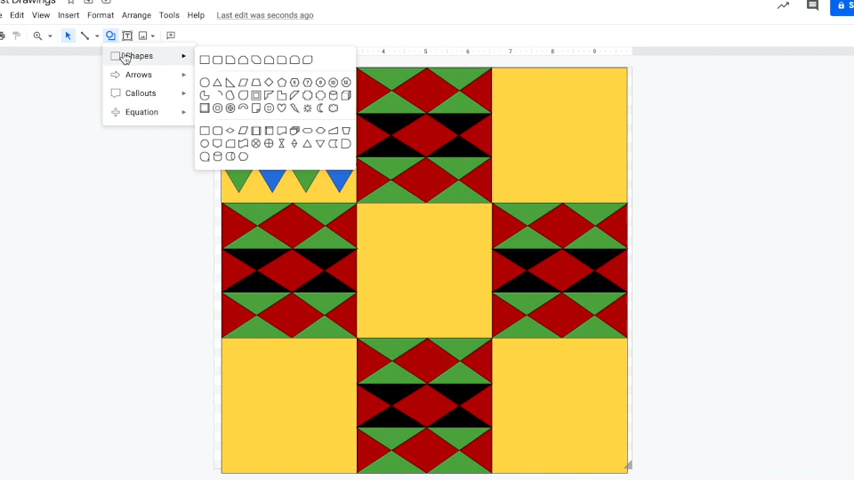 st Drawings
Edit View Insert Format Arrange Tools Help Last edit was seconds ago
S
4 5 6 7 8 9
Shapes
Arrows
Callouts
Equation